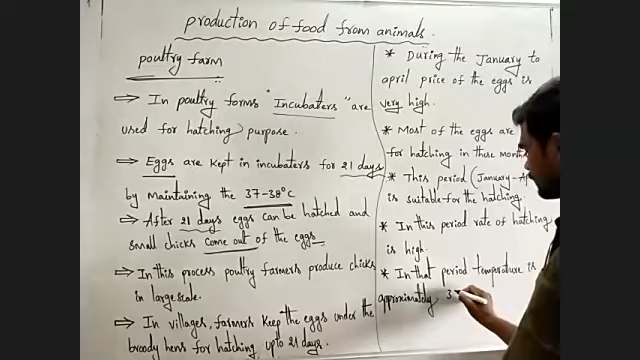 production of food from animals.
poultry farm
⇒ In poultry forms "Incubaters" are
used for hatching purpose.
⇒ Eggs are kept in incubaters for 21 days
by maintaining the 37-38°C
⇒ After 21 days eggs can be hatched and
small chicks come out of the eggs
⇒ In this process poultry farmers produce chicks
in large scale.
⇒ In villages, farmers keep the eggs under the
broody hens for hatching upto 21 days.
* During the January to
april price of the eggs is
very high.
* Most of the eggs are
for hatching in these month
* This period (January-Ap
is suitable for the hatching.
* In this period rate of hatching
is high.
* In that period temperature is
approximately 3